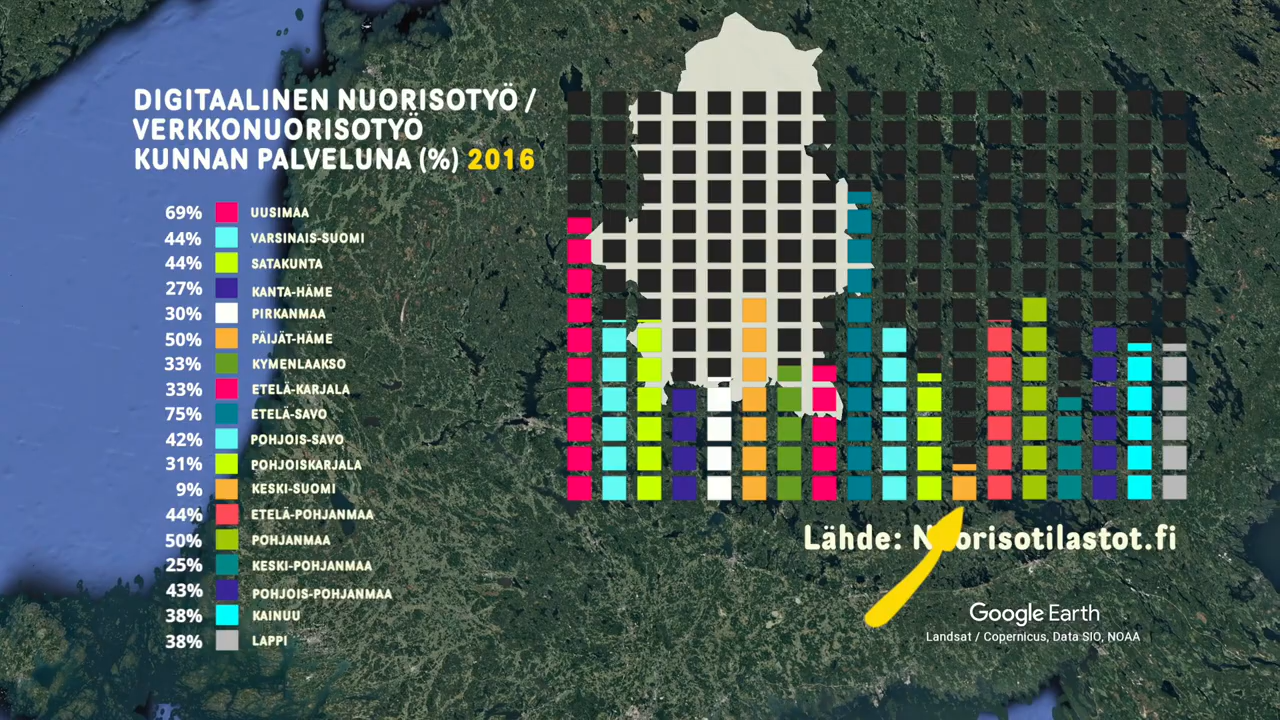 DIGITAALINEN NUORISOTYÖ /
VERKKONUORISOTYÖ
KUNNAN PALVELUNA (%) 2016
69% UUSIMAA
44% VARSINAIS-SUOMI
44% SATAKUNTA
27% KANTA-HÄME
30% PIRKANMAA
50% PÄIJÄT-HÄME
33% KYMENLAAKSO
33% ETELÄ-KARJALA
75% ETELÄ-SAVO
42% POHJOIS-SAVO
31% POHJOISKARJALA
9% KESKI-SUOMI
44% ETELÄ-POHJANMAA
50% POHJANMAA
25% KESKI-POHJANMAA
43% POHJOIS-POHJANMAA
38% KAINUU
38% LAPPI
Lähde: Nuorisotilastot.fi
Google Earth
Landsat / Copernicus, Data SIO, NOAA